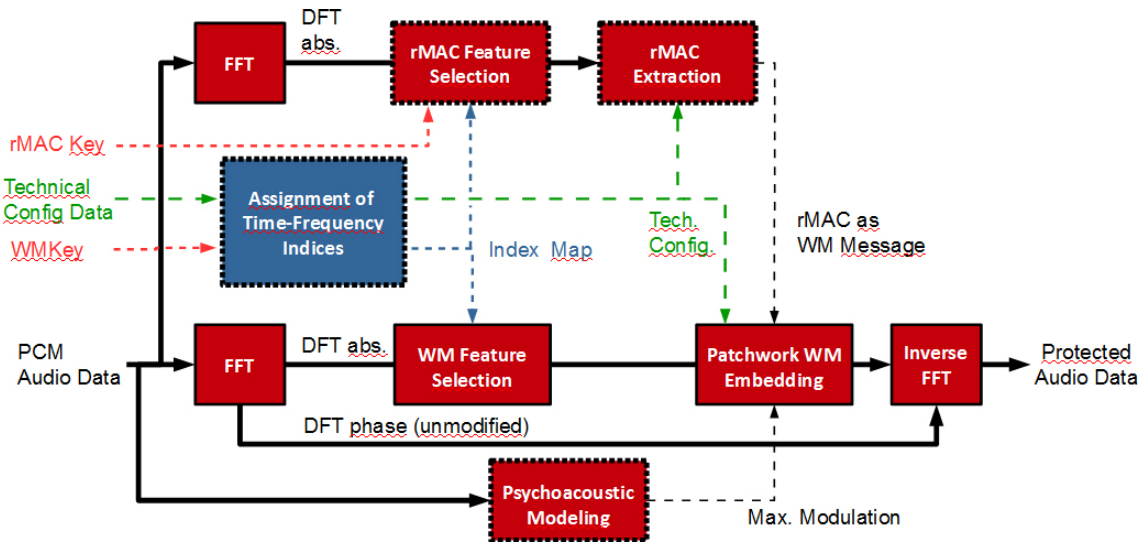 DFT
abs.
FFT
rMAC Feature
Selection
rMAC
Extraction
rMAC Key
Technical
Config Data
WMKey
Assignment of
Time-Frequency
Indices
Index Map
Tech.
Config.
rMAC as
WM Message
PCM
Audio Data
FFT
DFT abs.
WM Feature
Selection
Patchwork WM
Embedding
Inverse
FFT
Protected
Audio Data
DFT phase (unmodified)
Psychoacoustic
Modeling
Max. Modulation